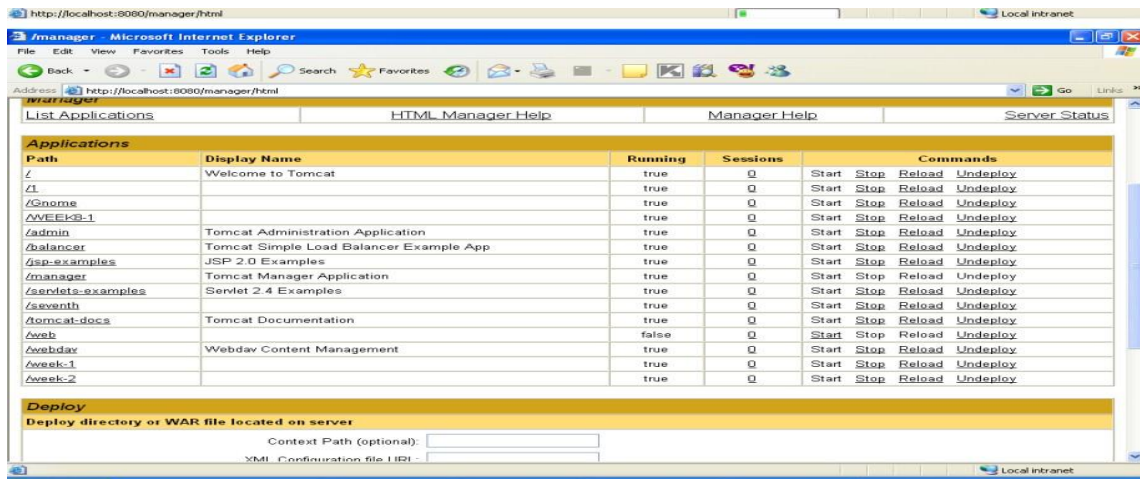 http://localhost:8080/manager/html Local intranet
/manager - Microsoft Internet Explorer
File Edit View Favorites Tools Help
Back Search Favorites
Address http://localhost:8080/manager/html Go Links »
Manager
List Applications HTML Manager Help Manager Help Server Status
Applications
Path Display Name Running Sessions Commands
/ Welcome to Tomcat true 0 Start Stop Reload Undeploy
/1 true 0 Start Stop Reload Undeploy
/Gnome true 0 Start Stop Reload Undeploy
/WEEK8-1 true 0 Start Stop Reload Undeploy
/admin Tomcat Administration Application true 0 Start Stop Reload Undeploy
/balancer Tomcat Simple Load Balancer Example App true 0 Start Stop Reload Undeploy
/jsp-examples JSP 2.0 Examples true 0 Start Stop Reload Undeploy
/manager Tomcat Manager Application true 0 Start Stop Reload Undeploy
/servlets-examples Servlet 2.4 Examples true 0 Start Stop Reload Undeploy
/seventh true 0 Start Stop Reload Undeploy
/tomcat-docs Tomcat Documentation true 0 Start Stop Reload Undeploy
/web false 0 Start Stop Reload Undeploy
/webdav Webdav Content Management true 0 Start Stop Reload Undeploy
/week-1 true 0 Start Stop Reload Undeploy
/week-2 true 0 Start Stop Reload Undeploy
Deploy
Deploy directory or WAR file located on server
Context Path (optional):
XML Configuration file URL:
Local intranet